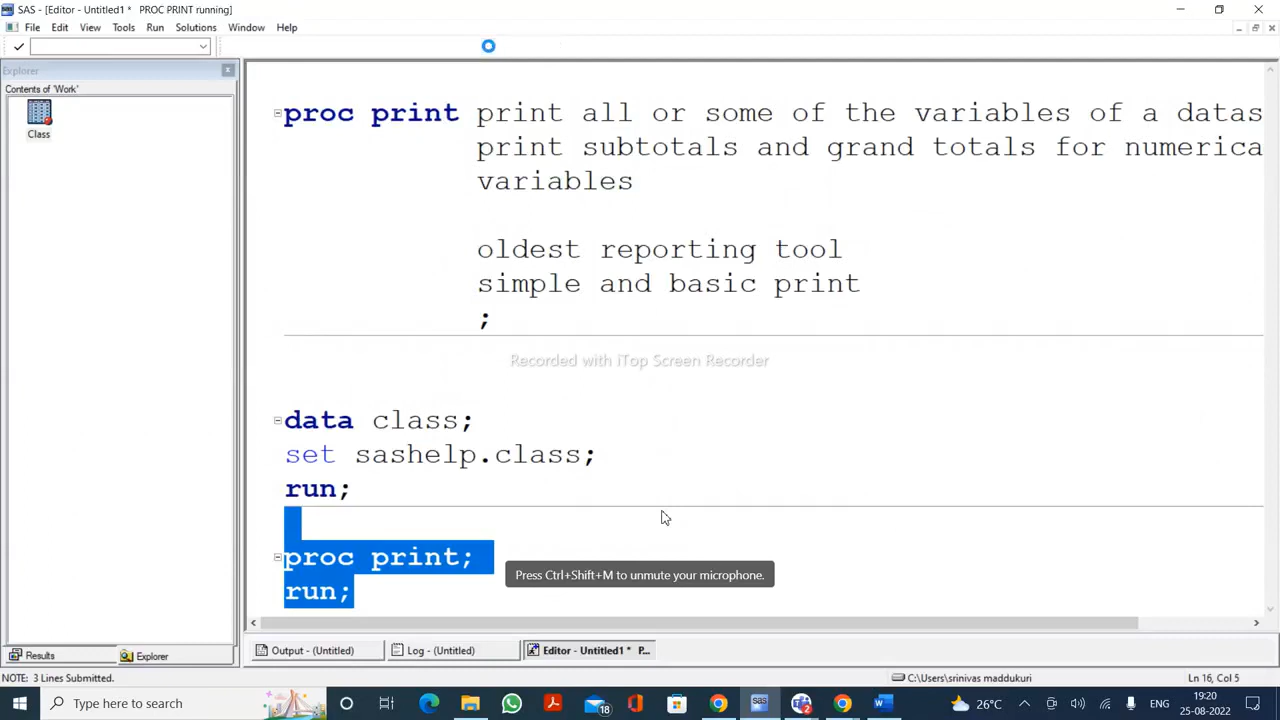 SAS - [Editor - Untitled1 * PROC PRINT running]
File Edit View Tools Run Solutions Window Help
Explorer
Contents of 'Work'
Class
proc print print all or some of the variables of a datas
print subtotals and grand totals for numerica
variables
oldest reporting tool
simple and basic print
;
Recorded with iTop Screen Recorder
data class;
set sashelp.class;
run;
proc print;
run;
Press Ctrl+Shift+M to unmute your microphone.
Results Explorer
Output - (Untitled) Log - (Untitled) Editor - Untitled1 * P...
NOTE: 3 Lines Submitted.
C:\Users\srinivas maddukuri
Ln 16, Col 5
Type here to search
18
SAS
2
26°C
ENG
19:20
25-08-2022